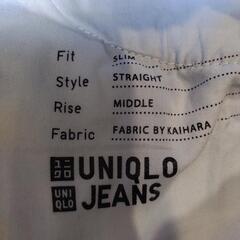 Fit SLIM
Style STRAIGHT
Rise MIDDLE
Fabric FABRIC BY KAIHARA
ユニクロ UNIQLO
UNIQLO JEANS